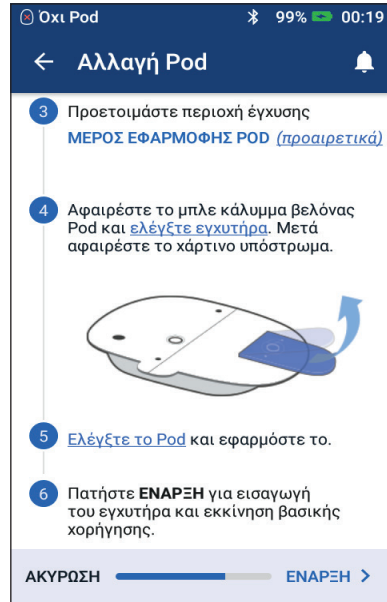 Όχι Pod 99% 00:19
Αλλαγή Pod
3 Προετοιμάστε περιοχή έγχυσης
ΜΕΡΟΣ ΕΦΑΡΜΟΦΗΣ POD (προαιρετικά)
4 Αφαιρέστε το μπλε κάλυμμα βελόνας
Pod και ελέγξτε εγχυτήρα. Μετά
αφαιρέστε το χάρτινο υπόστρωμα.
5 Ελέγξτε το Pod και εφαρμόστε το.
6 Πατήστε ΕΝΑΡΞΗ για εισαγωγή
του εγχυτήρα και εκκίνηση βασικής
χορήγησης.
ΑΚΥΡΩΣΗ ΕΝΑΡΞΗ